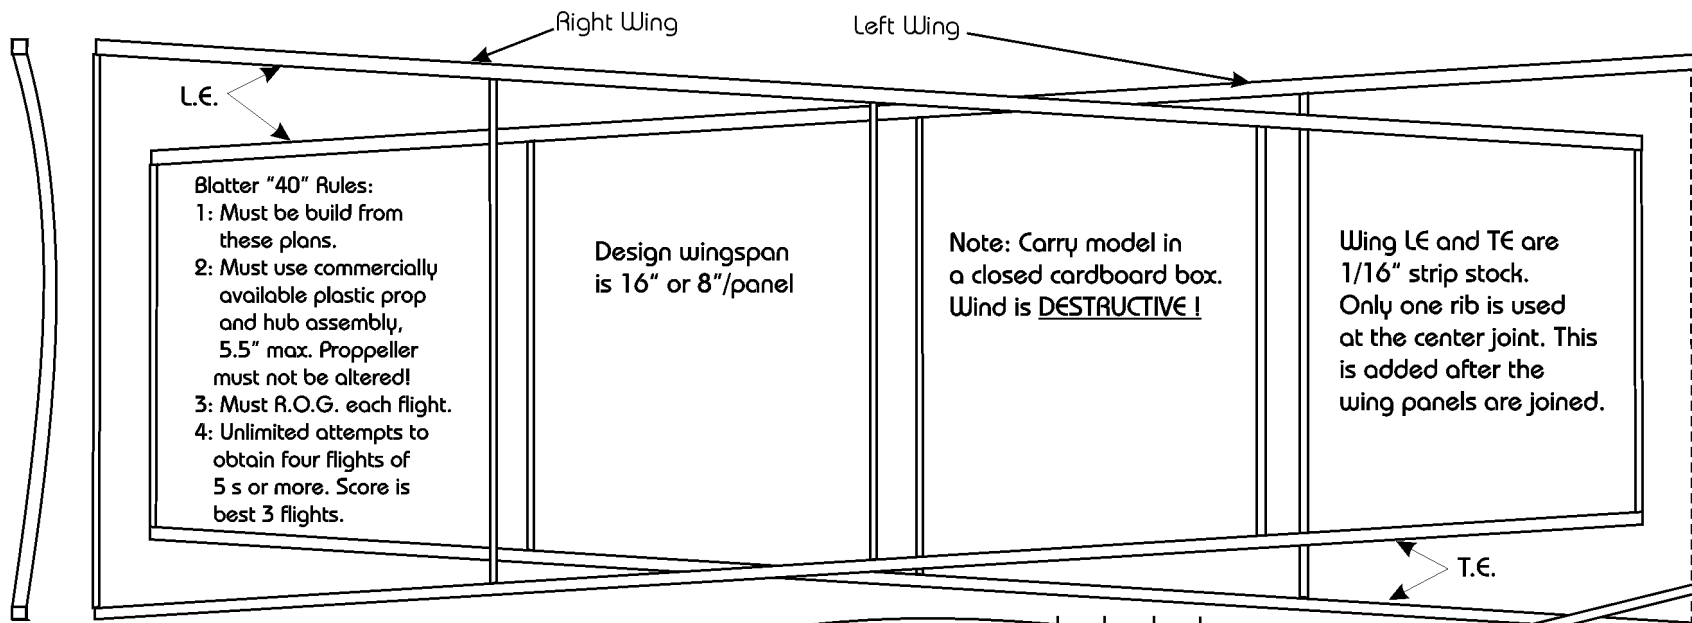 Right Wing
Left Wing
L.E.
Blatter "40" Rules:
1: Must be build from
these plans.
2: Must use commercially
available plastic prop
and hub assembly,
5.5" max. Proppeller
must not be altered!
3: Must R.O.G. each flight.
4: Unlimited attempts to
obtain four flights of
5 s or more. Score is
best 3 flights.
Design wingspan
is 16" or 8"/panel
Note: Carry model in
a closed cardboard box.
Wind is DESTRUCTIVE !
Wing LE and TE are
1/16" strip stock.
Only one rib is used
at the center joint. This
is added after the
wing panels are joined.
T.E.